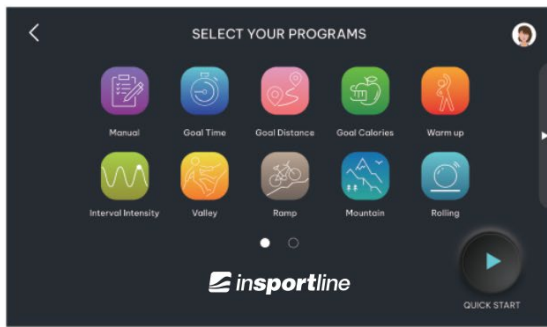 SELECT YOUR PROGRAMS
Manual
Goal Time
Goal Distance
Goal Calories
Warm up
Interval Intensity
Valley
Ramp
Mountain
Rolling
insportline
QUICK START